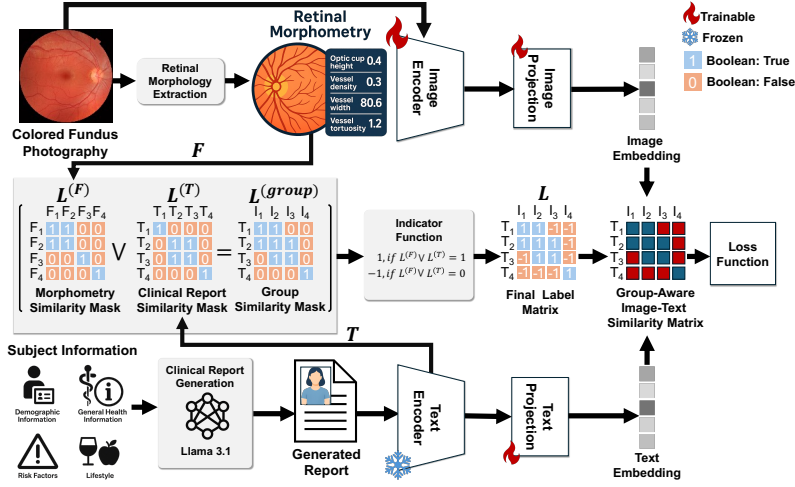 Retinal
Morphometry
Optic cup
height 0.4
Vessel
density 0.3
Vessel
width 80.6
Vessel
tortuosity 1.2
Retinal
Morphology
Extraction
Colored Fundus
Photography
F
Image
Encoder
Image
Projection
Image
Embedding
Trainable
Frozen
1 Boolean: True
0 Boolean: False
L^(F)
F1 F2 F3 F4
F1 1 1 0 0
F2 1 1 0 0
F3 0 0 1 0
F4 0 0 0 1
Morphometry
Similarity Mask
V
L^(T)
T1 T2 T3 T4
T1 1 0 0 0
T2 0 1 1 0
T3 0 1 1 0
T4 0 0 0 1
Clinical Report
Similarity Mask
=
L^(group)
I1 I2 I3 I4
T1 1 1 0 0
T2 1 1 1 0
T3 0 1 1 0
T4 0 0 0 1
Group
Similarity Mask
Indicator
Function
1, if L^(F) V L^(T) = 1
−1, if L^(F) V L^(T) = 0
L
I1 I2 I3 I4
T1 1 1 -1 -1
T2 1 1 1 -1
T3 -1 1 1 -1
T4 -1 -1 -1 1
Final Label
Matrix
I1 I2 I3 I4
T1
T2
T3
T4
Group-Aware
Image-Text
Similarity Matrix
Loss
Function
T
Subject Information
Demographic
Information
General Health
Information
Risk Factors
Lifestyle
Clinical Report
Generation
Llama 3.1
Generated
Report
Text
Encoder
Text
Projection
Text
Embedding